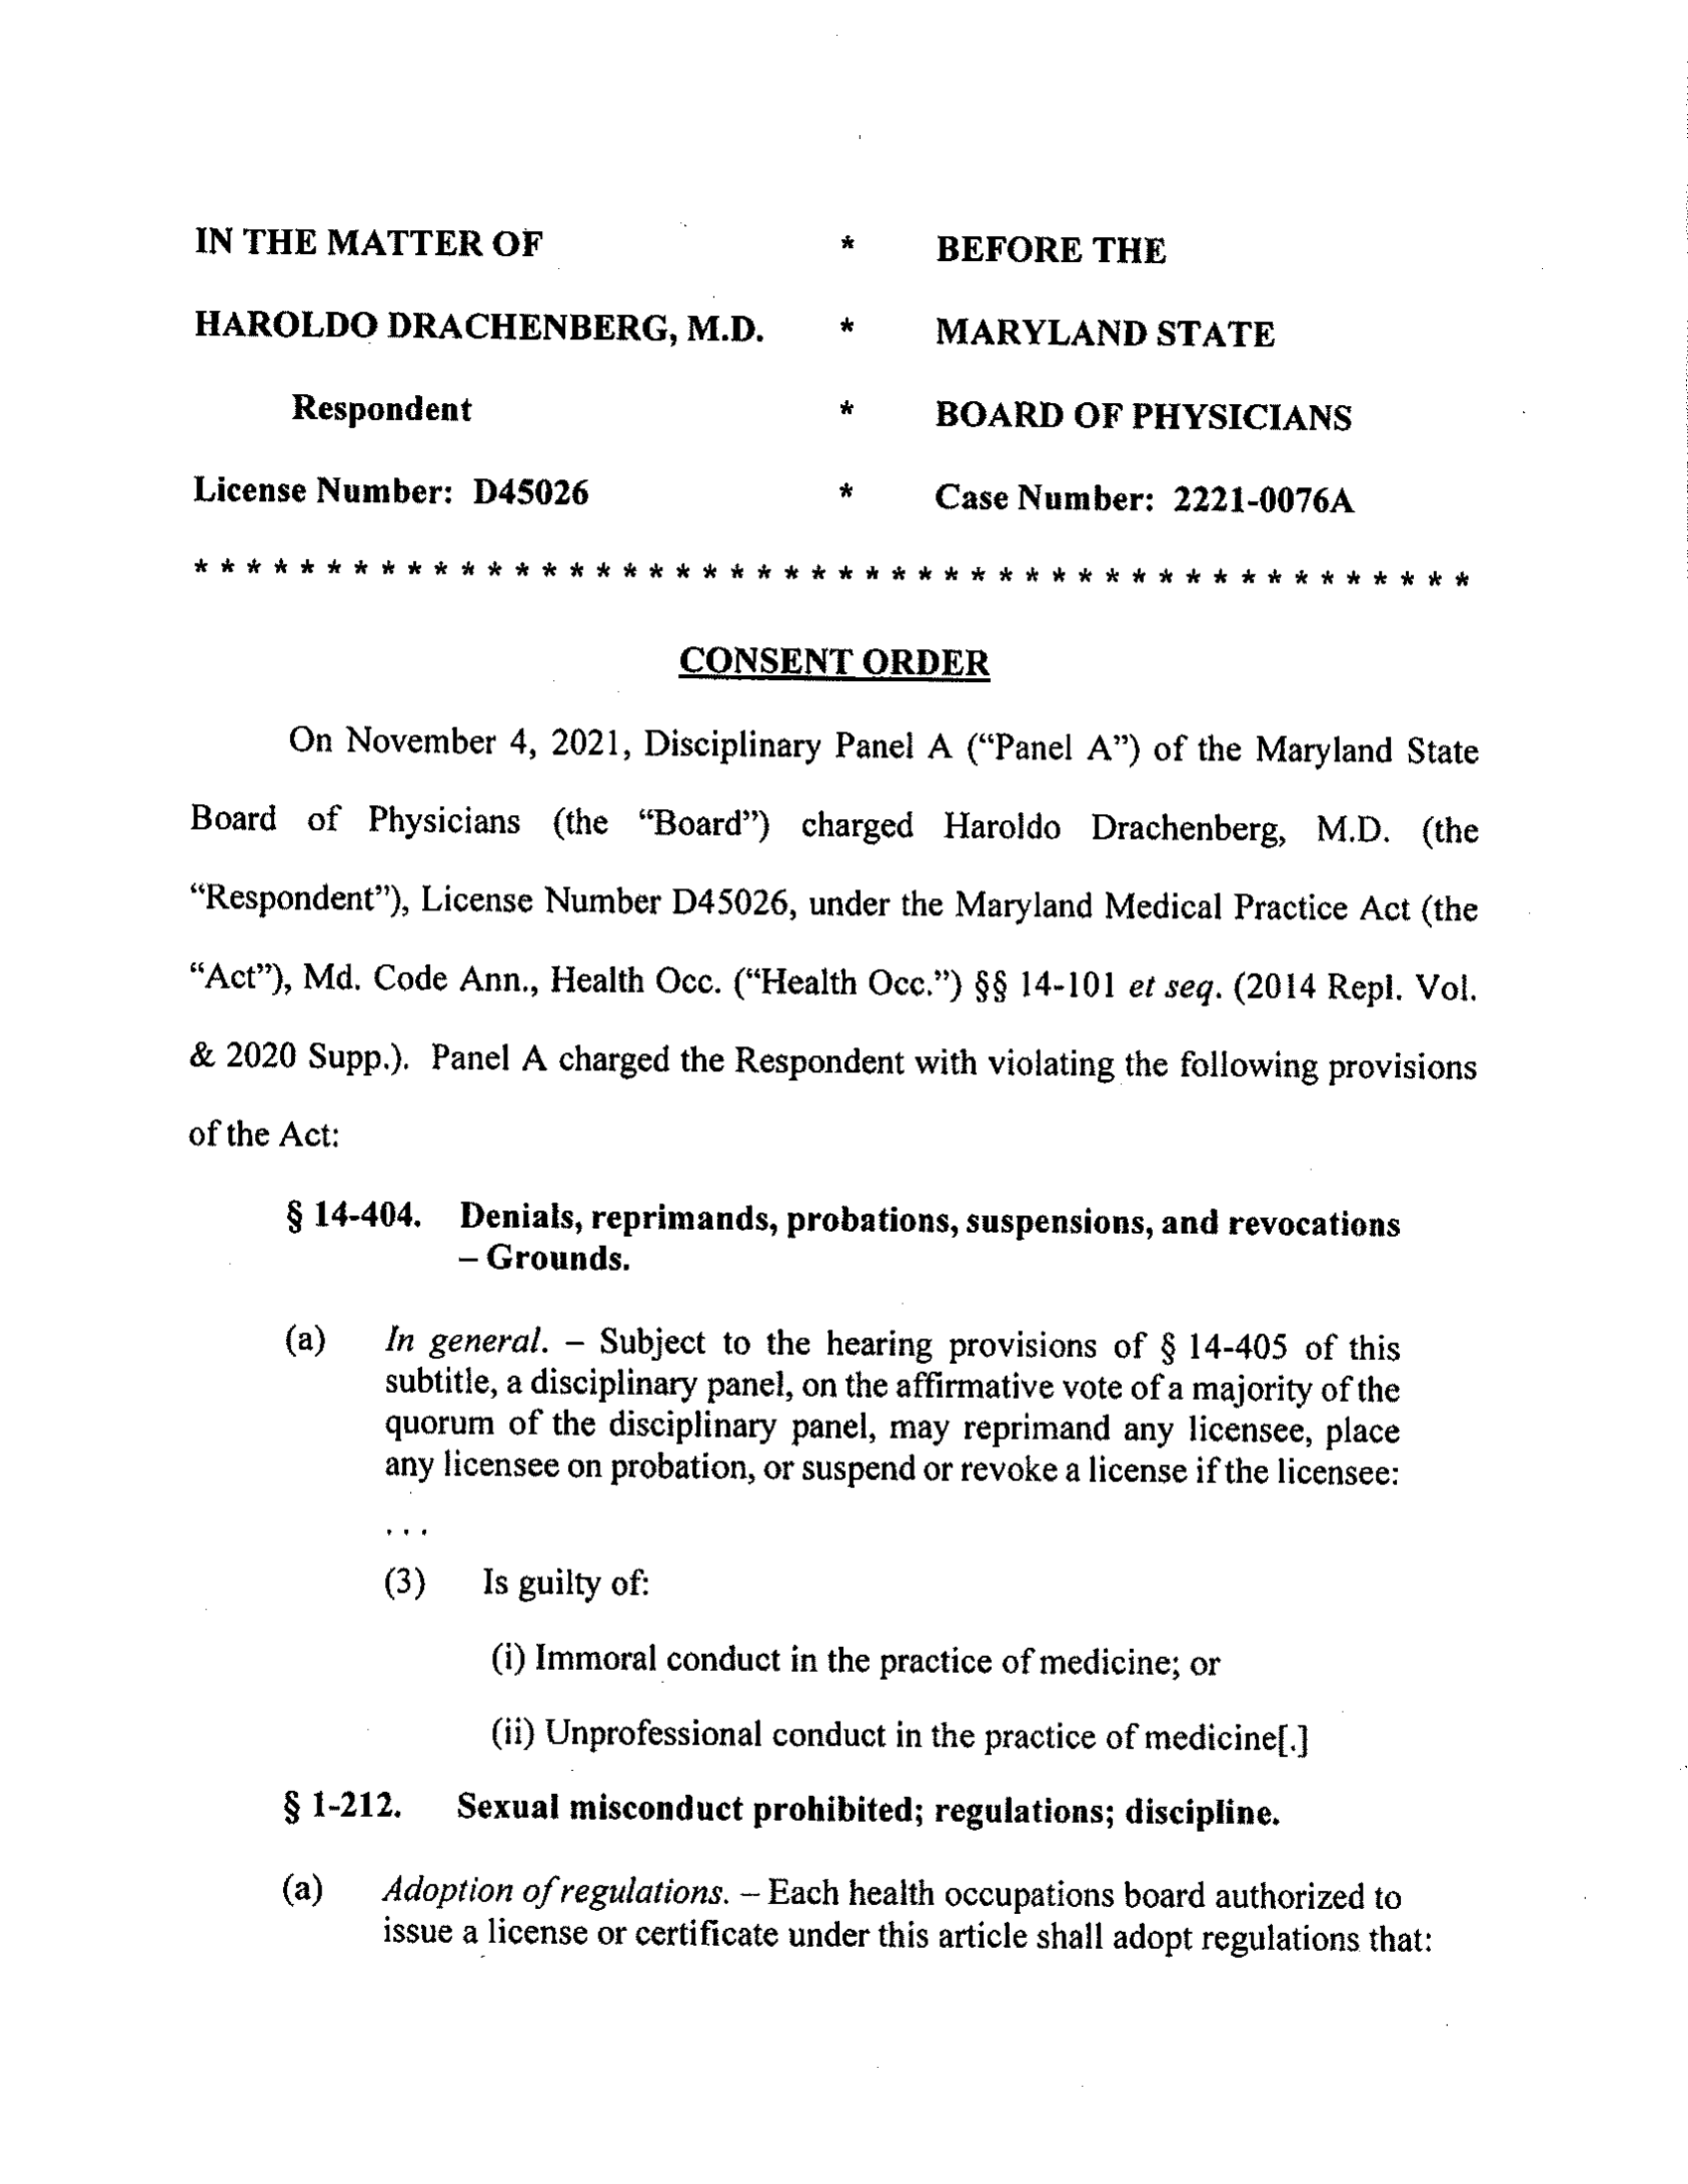 IN THE MATTER OF * BEFORE THE
HAROLDO DRACHENBERG, M.D. * MARYLAND STATE
Respondent * BOARD OF PHYSICIANS
License Number: D45026 * Case Number: 2221-0076A
* * * * * * * * * * * * * * * * * * * * * * * * * * * * * * * * * * * * * * * * * * * * * * * *
CONSENT ORDER
On November 4, 2021, Disciplinary Panel A (“Panel A”) of the Maryland State
Board of Physicians (the “Board”) charged Haroldo Drachenberg, M.D. (the
“Respondent”), License Number D45026, under the Maryland Medical Practice Act (the
“Act”), Md. Code Ann., Health Occ. (“Health Occ.”) §§ 14-101 et seq. (2014 Repl. Vol.
& 2020 Supp.). Panel A charged the Respondent with violating the following provisions
of the Act:
§ 14-404. Denials, reprimands, probations, suspensions, and revocations
– Grounds.
(a) In general. – Subject to the hearing provisions of § 14-405 of this
subtitle, a disciplinary panel, on the affirmative vote of a majority of the
quorum of the disciplinary panel, may reprimand any licensee, place
any licensee on probation, or suspend or revoke a license if the licensee:
. . .
(3) Is guilty of:
(i) Immoral conduct in the practice of medicine; or
(ii) Unprofessional conduct in the practice of medicine[.]
§ 1-212. Sexual misconduct prohibited; regulations; discipline.
(a) Adoption of regulations. – Each health occupations board authorized to
issue a license or certificate under this article shall adopt regulations that: